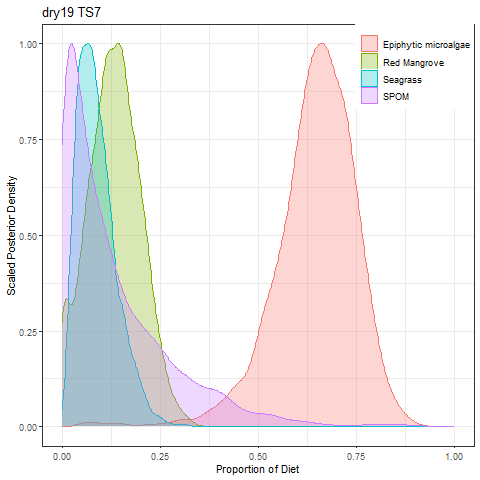 dry19 TS7
Epiphytic microalgae
Red Mangrove
Seagrass
SPOM
1.00
0.75
0.50
0.25
0.00
Scaled Posterior Density
0.00 0.25 0.50 0.75 1.00
Proportion of Diet